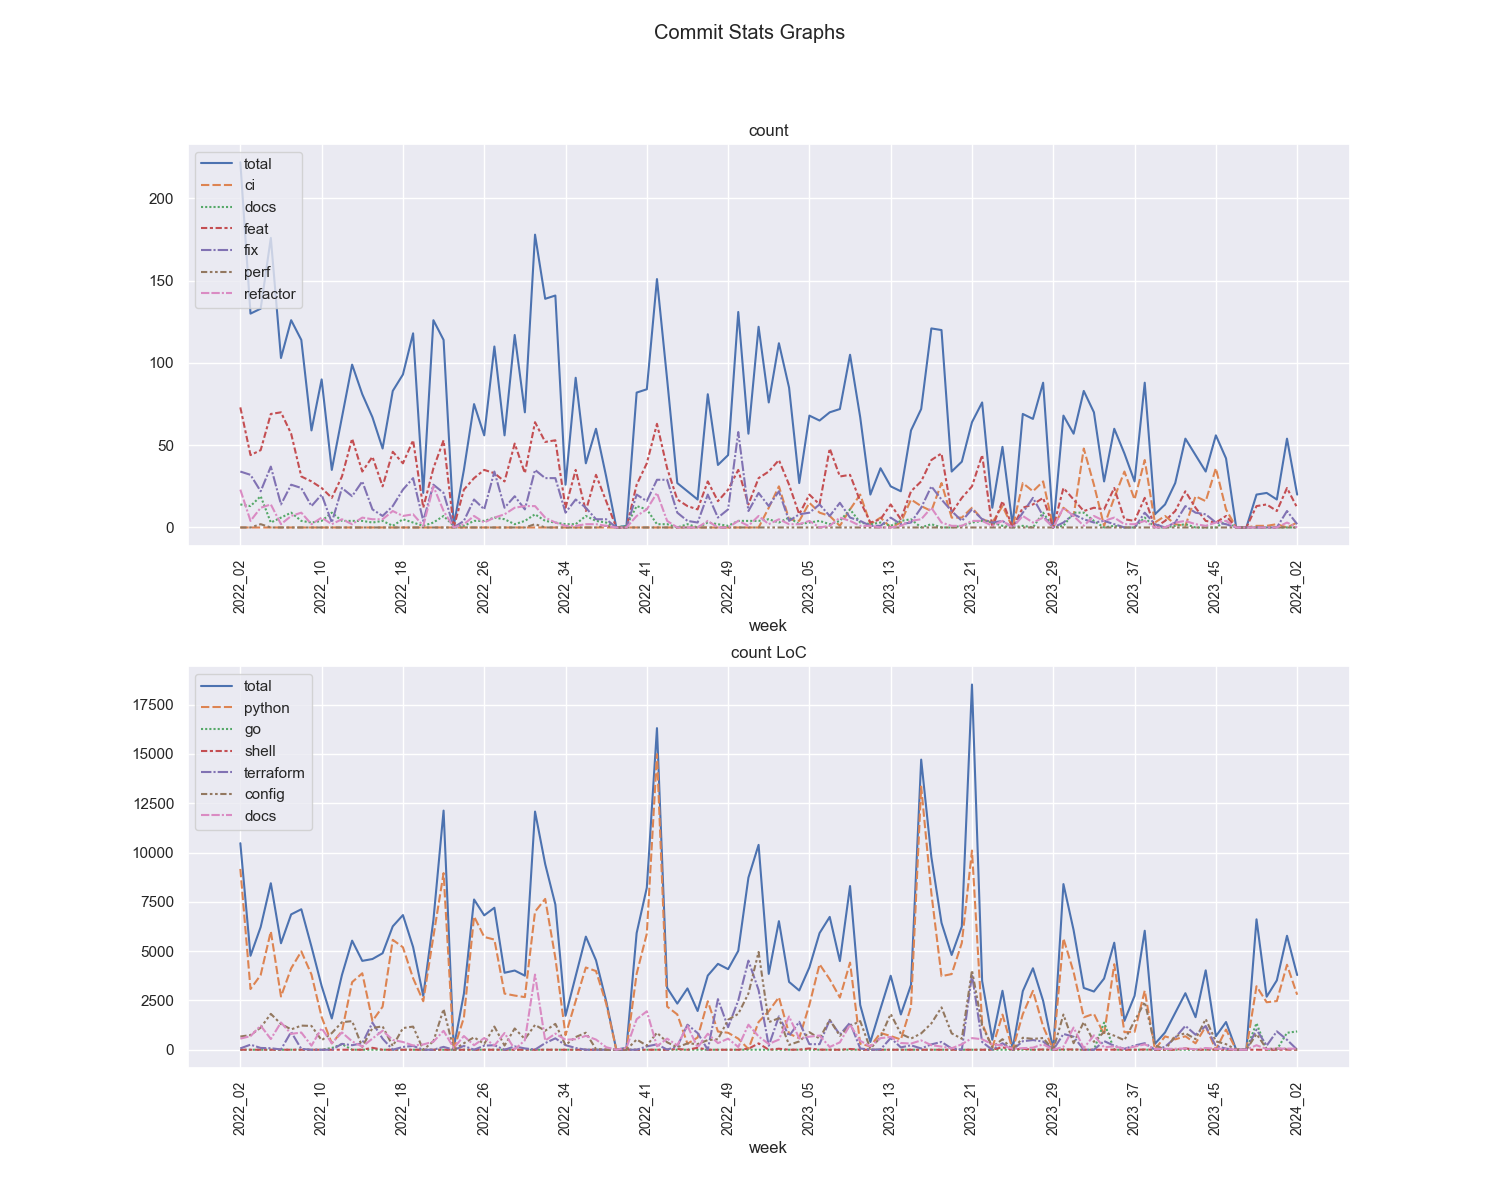 Commit Stats Graphs
count
total
ci
docs
feat
fix
perf
refactor
200
150
100
50
0
2022_02
2022_10
2022_18
2022_26
2022_34
2022_41
2022_49
2023_05
2023_13
2023_21
2023_29
2023_37
2023_45
2024_02
week
count LoC
total
python
go
shell
terraform
config
docs
17500
15000
12500
10000
7500
5000
2500
0
2022_02
2022_10
2022_18
2022_26
2022_34
2022_41
2022_49
2023_05
2023_13
2023_21
2023_29
2023_37
2023_45
2024_02
week